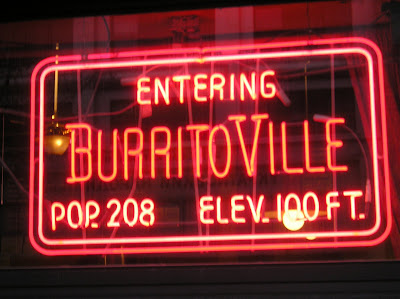 ENTERING
BURRITOVILLE
POP. 208 ELEV. 100 FT.